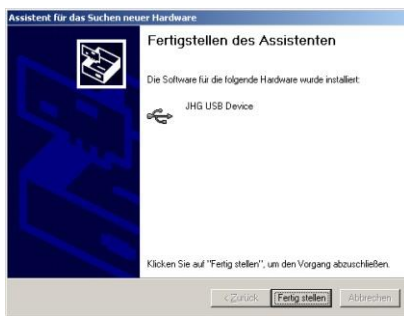 Assistent für das Suchen neuer Hardware
Fertigstellen des Assistenten
Die Software für die folgende Hardware wurde installiert:
JHG USB Device
Klicken Sie auf "Fertig stellen", um den Vorgang abzuschließen.
< Zurück Fertig stellen Abbrechen